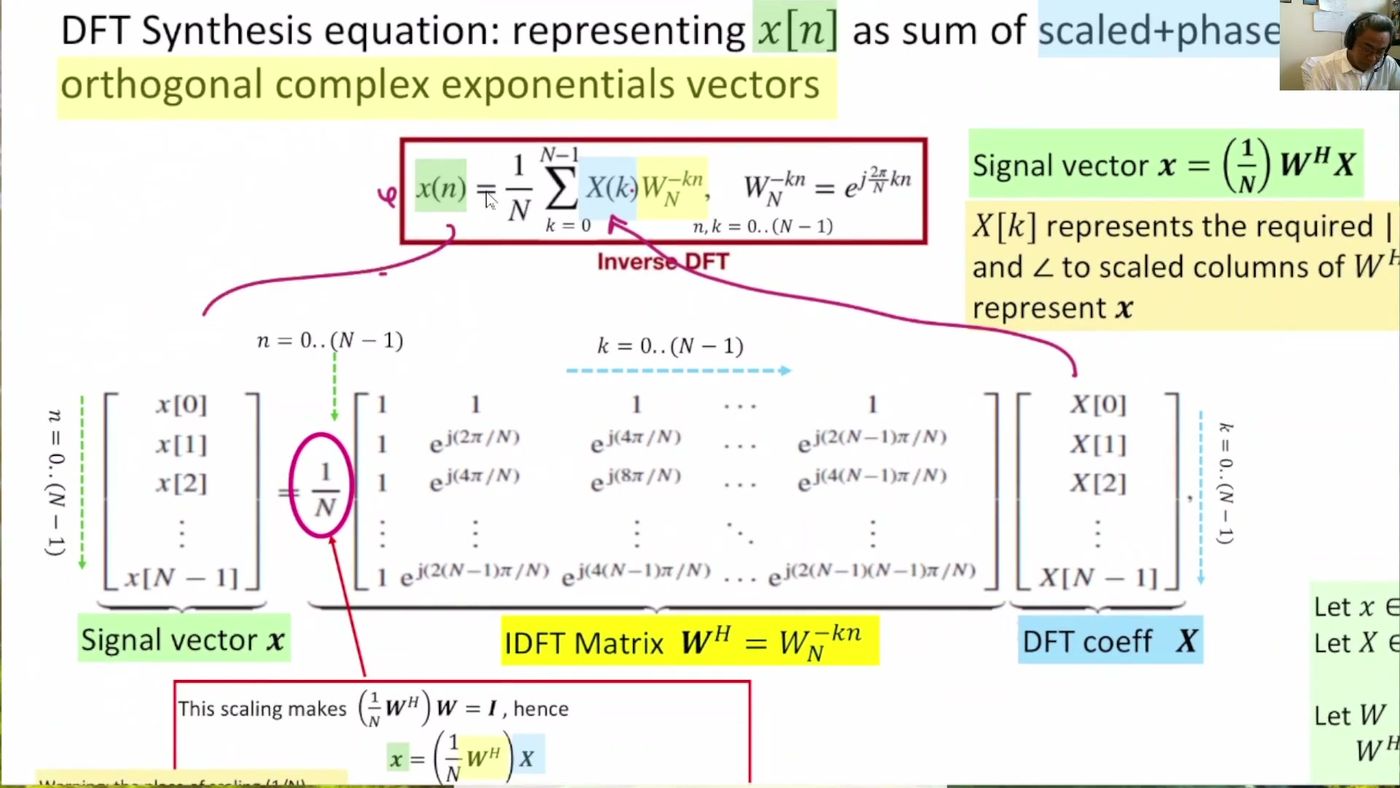 DFT Synthesis equation: representing x[n] as sum of scaled+phase
orthogonal complex exponentials vectors
x(n) = 1/N ∑_{k=0}^{N−1} X(k)W_N^{−kn}, W_N^{−kn} = e^{j(2π/N)kn}
n, k = 0..(N − 1)
Inverse DFT
Signal vector x = (1/N) W^H X
X[k] represents the required |
and ∠ to scaled columns of W^H
represent x
n = 0..(N − 1)
k = 0..(N − 1)
n = 0..(N − 1)
x[0]
x[1]
x[2]
⋮
x[N − 1]
= 1/N
1 1 1 ⋯ 1
1 e^{j(2π/N)} e^{j(4π/N)} … e^{j(2(N−1)π/N)}
1 e^{j(4π/N)} e^{j(8π/N)} … e^{j(4(N−1)π/N)}
⋮ ⋮ ⋮ ⋱ ⋮
1 e^{j(2(N−1)π/N)} e^{j(4(N−1)π/N)} … e^{j(2(N−1)(N−1)π/N)}
X[0]
X[1]
X[2]
⋮
X[N − 1]
,
k = 0..(N − 1)
Signal vector x
IDFT Matrix W^H = W_N^{−kn}
DFT coeff X
This scaling makes (1/N W^H) W = I , hence
x = (1/N W^H) X
Let x ∈
Let X ∈
Let W
W^H